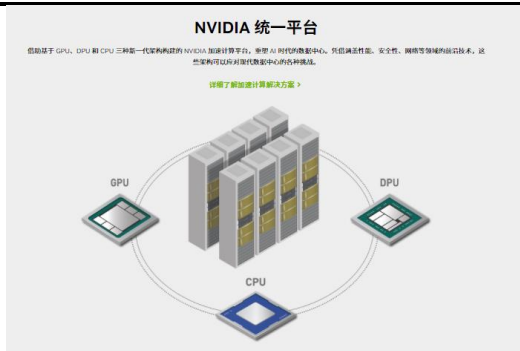 NVIDIA 统一平台
借助基于 GPU、DPU 和 CPU 三种新一代架构构建的 NVIDIA 加速计算平台，重塑 AI 时代的数据中心。凭借涵盖性能、安全性、网络等领域的前沿技术，这
些架构可以应对现代数据中心的各种挑战。
详细了解加速计算解决方案 >
GPU
DPU
CPU